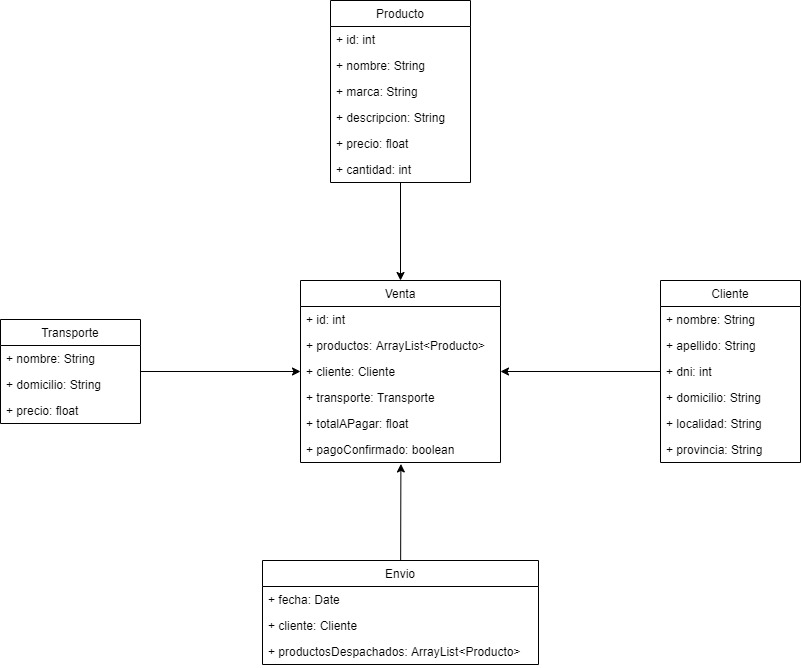 Producto
+ id: int
+ nombre: String
+ marca: String
+ descripcion: String
+ precio: float
+ cantidad: int
Venta
+ id: int
+ productos: ArrayList<Producto>
+ cliente: Cliente
+ transporte: Transporte
+ totalAPagar: float
+ pagoConfirmado: boolean
Cliente
+ nombre: String
+ apellido: String
+ dni: int
+ domicilio: String
+ localidad: String
+ provincia: String
Transporte
+ nombre: String
+ domicilio: String
+ precio: float
Envio
+ fecha: Date
+ cliente: Cliente
+ productosDespachados: ArrayList<Producto>